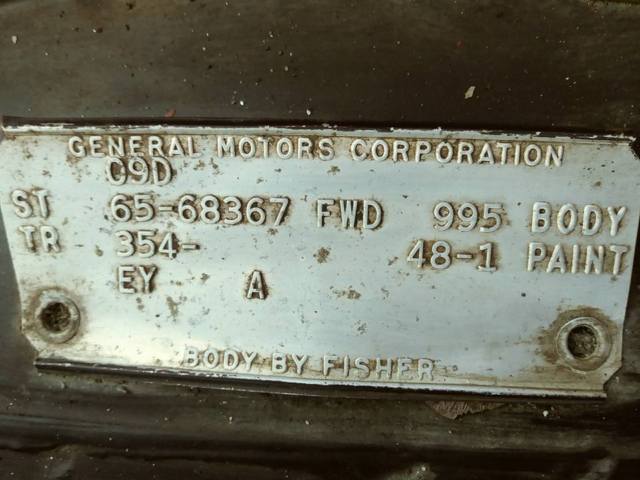 GENERAL MOTORS CORPORATION
C9D
ST 65-68367 FWD 995 BODY
TR 354- 48-1 PAINT
EY A
BODY BY FISHER